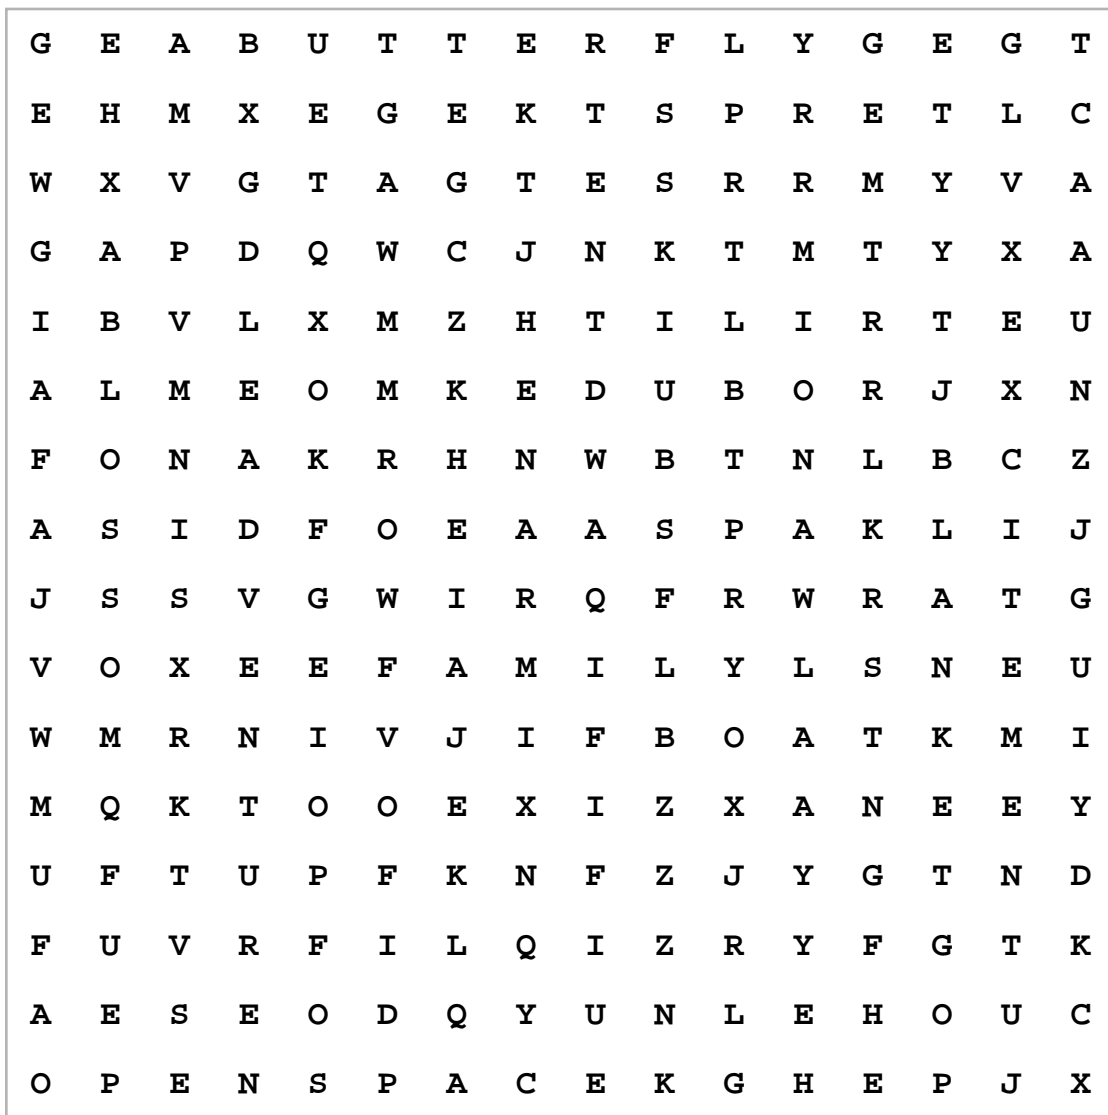 G E A B U T T E R F L Y G E G T
E H M X E G E K T S P R E T L C
W X V G T A G T E S R R M Y V A
G A P D Q W C J N K T M T Y X A
I B V L X M Z H T I L I R T E U
A L M E O M K E D U B O R J X N
F O N A K R H N W B T N L B C Z
A S I D F O E A A S P A K L I J
J S S V G W I R Q F R W R A T G
V O X E E F A M I L Y L S N E U
W M R N I V J I F B O A T K M I
M Q K T O O E X I Z X A N E E Y
U F T U P F K N F Z J Y G T N D
F U V R F I L Q I Z R Y F G T K
A E S E O D Q Y U N L E H O U C
O P E N S P A C E K G H E P J X